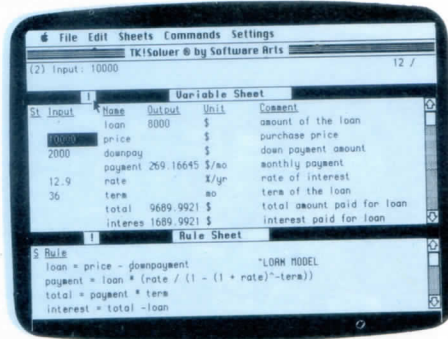 File Edit Sheets Commands Settings
TK!Solver ® by Software Arts
(2) Input: 10000 12 /
! Variable Sheet
St Input Name Output Unit Comment
loan 8000 $ amount of the loan
10000 price $ purchase price
2000 downpay $ down payment amount
payment 269.16645 $/mo monthly payment
12.9 rate %/yr rate of interest
36 term mo term of the loan
total 9689.9921 $ total amount paid for loan
interes 1689.9921 $ interest paid for loan
! Rule Sheet
S Rule
loan = price - downpayment "LOAN MODEL
payment = loan * (rate / (1 - (1 + rate)^-term))
total = payment * term
interest = total -loan